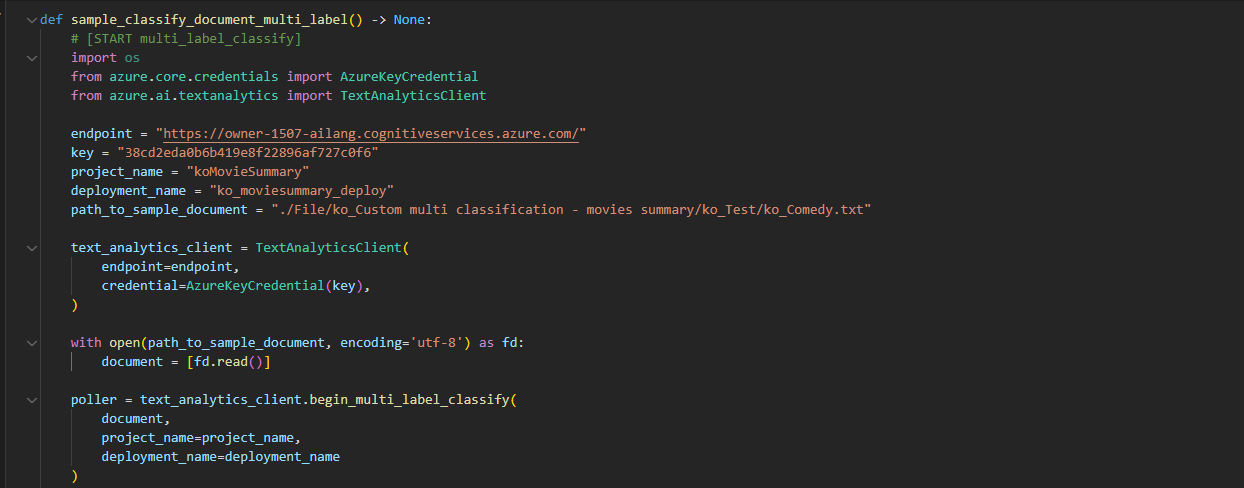 def sample_classify_document_multi_label() -> None:
# [START multi_label_classify]
import os
from azure.core.credentials import AzureKeyCredential
from azure.ai.textanalytics import TextAnalyticsClient
endpoint = "https://owner-1507-ailang.cognitiveservices.azure.com/"
key = "38cd2eda0b6b419e8f22896af727c0f6"
project_name = "koMovieSummary"
deployment_name = "ko_moviesummary_deploy"
path_to_sample_document = "./File/ko_Custom multi classification - movies summary/ko_Test/ko_Comedy.txt"
text_analytics_client = TextAnalyticsClient(
endpoint=endpoint,
credential=AzureKeyCredential(key),
)
with open(path_to_sample_document, encoding='utf-8') as fd:
document = [fd.read()]
poller = text_analytics_client.begin_multi_label_classify(
document,
project_name=project_name,
deployment_name=deployment_name
)